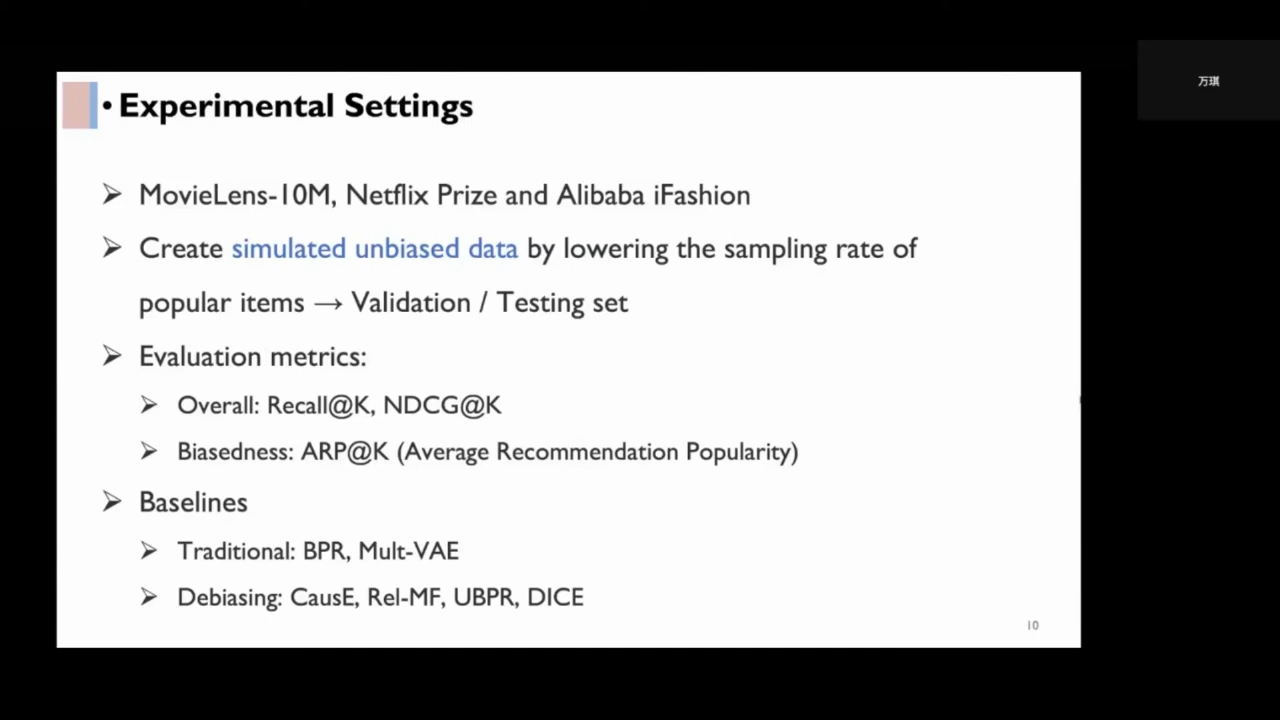 • Experimental Settings
万琪
➢ MovieLens-10M, Netflix Prize and Alibaba iFashion
➢ Create simulated unbiased data by lowering the sampling rate of
popular items → Validation / Testing set
➢ Evaluation metrics:
➢ Overall: Recall@K, NDCG@K
➢ Biasedness: ARP@K (Average Recommendation Popularity)
➢ Baselines
➢ Traditional: BPR, Mult-VAE
➢ Debiasing: CausE, Rel-MF, UBPR, DICE
10